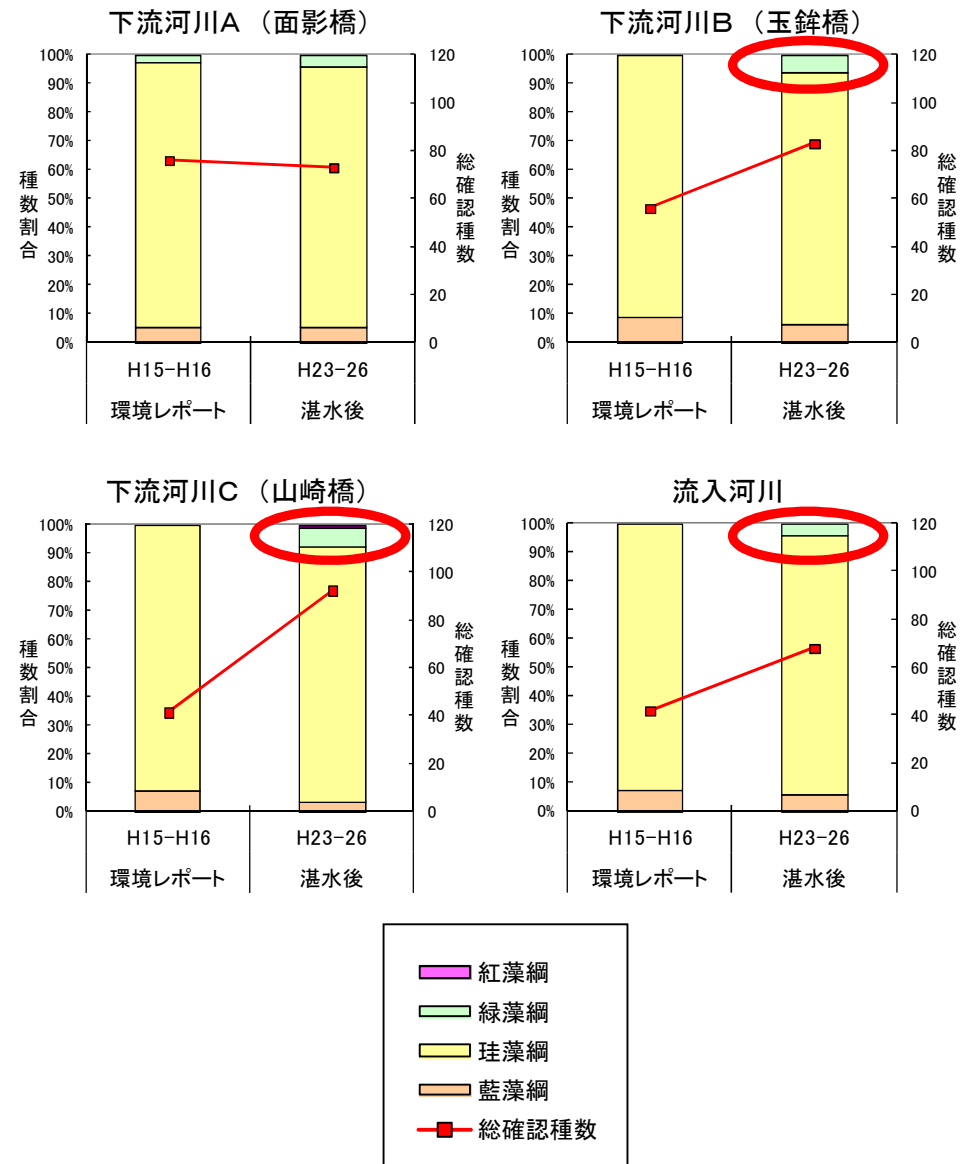 下流河川A （面影橋）
100%
90%
80%
70%
60%
50%
40%
30%
20%
10%
0%
種数割合
120
100
80
60
40
20
0
総確認種数
H15-H16
H23-26
環境レポート
湛水後
下流河川B （玉鉾橋）
100%
90%
80%
70%
60%
50%
40%
30%
20%
10%
0%
種数割合
120
100
80
60
40
20
0
総確認種数
H15-H16
H23-26
環境レポート
湛水後
下流河川C （山崎橋）
100%
90%
80%
70%
60%
50%
40%
30%
20%
10%
0%
種数割合
120
100
80
60
40
20
0
総確認種数
H15-H16
H23-26
環境レポート
湛水後
流入河川
100%
90%
80%
70%
60%
50%
40%
30%
20%
10%
0%
種数割合
120
100
80
60
40
20
0
総確認種数
H15-H16
H23-26
環境レポート
湛水後
紅藻綱
緑藻綱
珪藻綱
藍藻綱
総確認種数